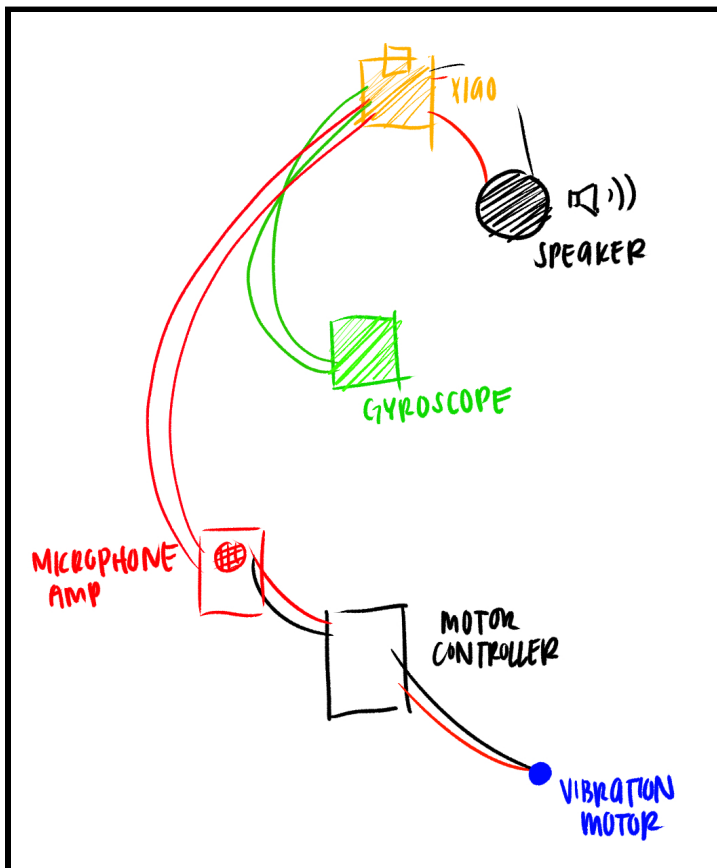 XIAO
SPEAKER
GYROSCOPE
MICROPHONE
AMP
MOTOR
CONTROLLER
VIBRATION
MOTOR